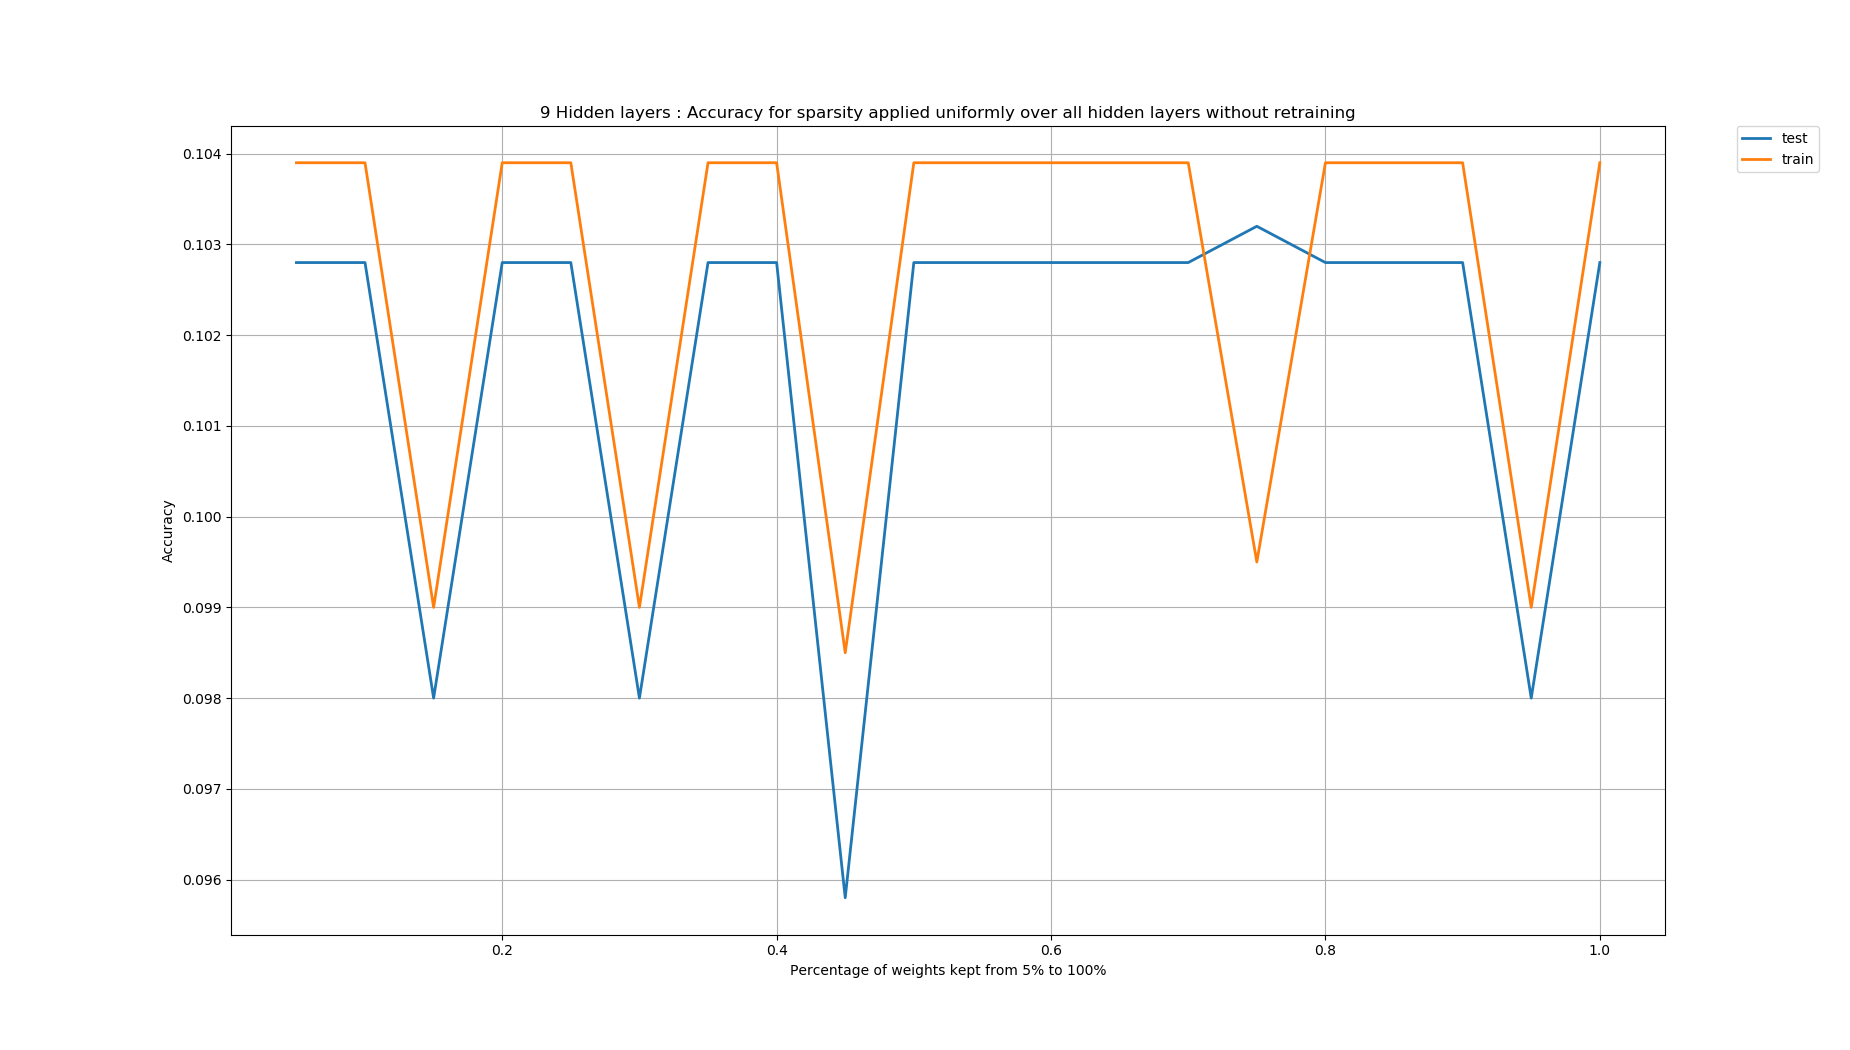 9 Hidden layers : Accuracy for sparsity applied uniformly over all hidden layers without retraining
test
train
0.104
0.103
0.102
0.101
0.100
0.099
0.098
0.097
0.096
Accuracy
0.2 0.4 0.6 0.8 1.0
Percentage of weights kept from 5% to 100%